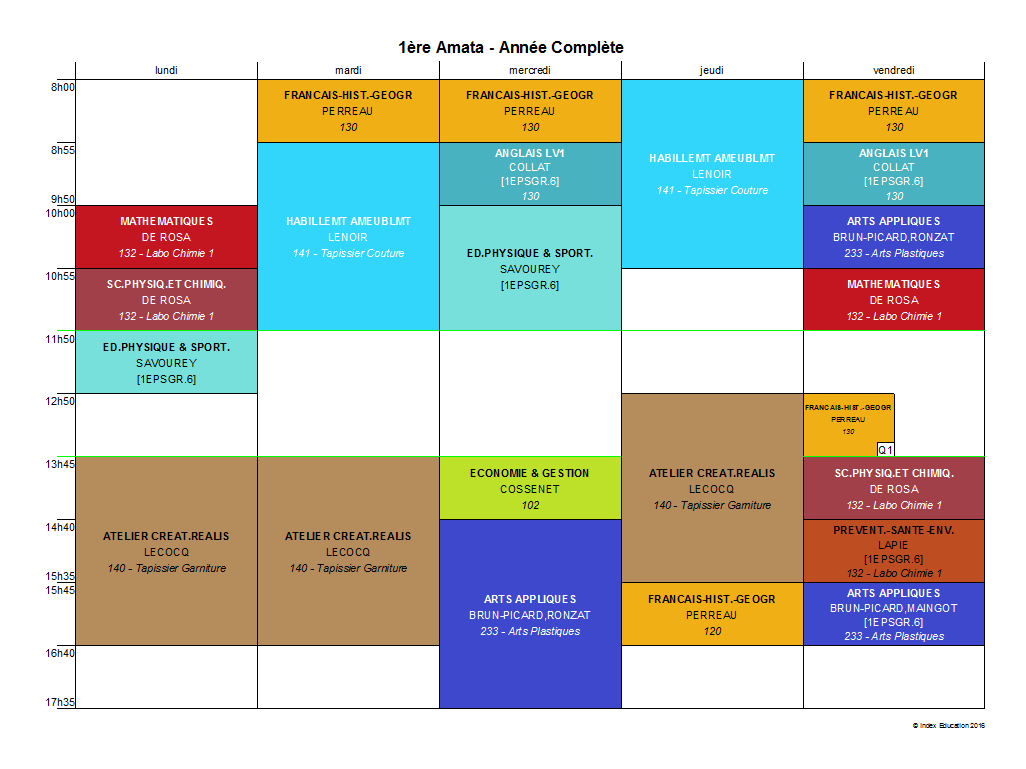 1ère Amata - Année Complète
lundi
mardi
mercredi
jeudi
vendredi
8h00
8h55
9h50
10h00
10h55
11h50
12h50
13h45
14h40
15h35
15h45
16h40
17h35
MATHEMATIQUES
DE ROSA
132 - Labo Chimie 1
SC.PHYSIQ.ET CHIMIQ.
DE ROSA
132 - Labo Chimie 1
ED.PHYSIQUE & SPORT.
SAVOUREY
[1EPSGR.6]
ATELIER CREAT.REALIS
LECOCQ
140 - Tapissier Garniture
FRANCAIS-HIST.-GEOGR
PERREAU
130
HABILLEMT AMEUBLMT
LENOIR
141 - Tapissier Couture
ATELIER CREAT.REALIS
LECOCQ
140 - Tapissier Garniture
FRANCAIS-HIST.-GEOGR
PERREAU
130
ANGLAIS LV1
COLLAT
[1EPSGR.6]
130
ED.PHYSIQUE & SPORT.
SAVOUREY
[1EPSGR.6]
ECONOMIE & GESTION
COSSENET
102
ARTS APPLIQUES
BRUN-PICARD,RONZAT
233 - Arts Plastiques
HABILLEMT AMEUBLMT
LENOIR
141 - Tapissier Couture
ATELIER CREAT.REALIS
LECOCQ
140 - Tapissier Garniture
FRANCAIS-HIST.-GEOGR
PERREAU
120
FRANCAIS-HIST.-GEOGR
PERREAU
130
ANGLAIS LV1
COLLAT
[1EPSGR.6]
130
ARTS APPLIQUES
BRUN-PICARD,RONZAT
233 - Arts Plastiques
MATHEMATIQUES
DE ROSA
132 - Labo Chimie 1
FRANCAIS-HIST.-GEOGR
PERREAU
130
Q1
SC.PHYSIQ.ET CHIMIQ.
DE ROSA
132 - Labo Chimie 1
PREVENT.-SANTE-ENV.
LAPIE
[1EPSGR.6]
132 - Labo Chimie 1
ARTS APPLIQUES
BRUN-PICARD,MAINGOT
[1EPSGR.6]
233 - Arts Plastiques
© Index Education 2016